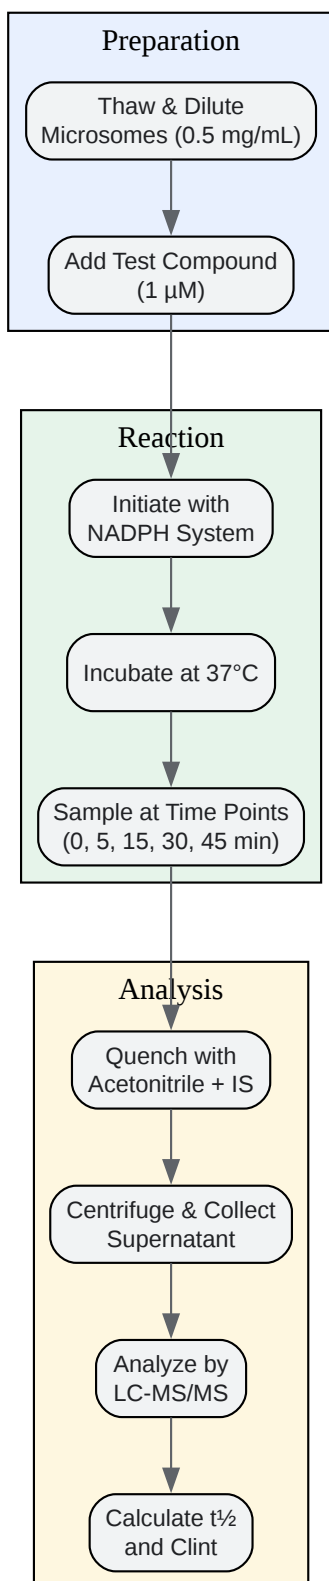 Preparation
Thaw & Dilute
Microsomes (0.5 mg/mL)
Add Test Compound
(1 µM)
Reaction
Initiate with
NADPH System
Incubate at 37°C
Sample at Time Points
(0, 5, 15, 30, 45 min)
Analysis
Quench with
Acetonitrile + IS
Centrifuge & Collect
Supernatant
Analyze by
LC-MS/MS
Calculate t½
and Clint